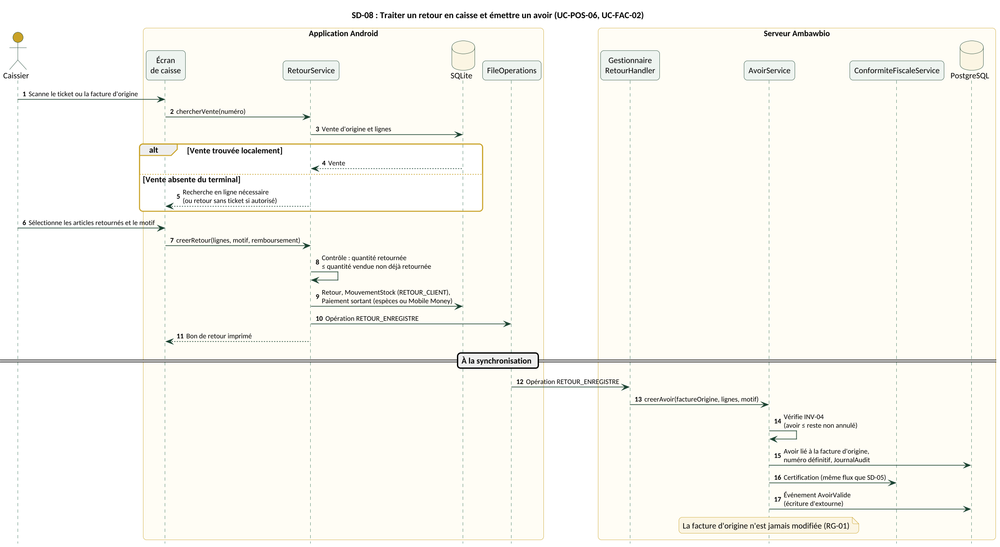 SD-08 : Traiter un retour en caisse et émettre un avoir (UC-POS-06, UC-FAC-02)
Application Android
Serveur Ambawbio
Caissier
Écran
de caisse
RetourService
SQLite
FileOperations
Gestionnaire
RetourHandler
AvoirService
ConformiteFiscaleService
PostgreSQL
1 Scanne le ticket ou la facture d'origine
2 chercherVente(numéro)
3 Vente d'origine et lignes
alt [Vente trouvée localement]
4 Vente
[Vente absente du terminal]
5 Recherche en ligne nécessaire
(ou retour sans ticket si autorisé)
6 Sélectionne les articles retournés et le motif
7 creerRetour(lignes, motif, remboursement)
8 Contrôle : quantité retournée
≤ quantité vendue non déjà retournée
9 Retour, MouvementStock (RETOUR_CLIENT),
Paiement sortant (espèces ou Mobile Money)
10 Opération RETOUR_ENREGISTRE
11 Bon de retour imprimé
À la synchronisation
12 Opération RETOUR_ENREGISTRE
13 creerAvoir(factureOrigine, lignes, motif)
14 Vérifie INV-04
(avoir ≤ reste non annulé)
15 Avoir lié à la facture d'origine,
numéro définitif, JournalAudit
16 Certification (même flux que SD-05)
17 Événement AvoirValide
(écriture d'extourne)
La facture d'origine n'est jamais modifiée (RG-01)